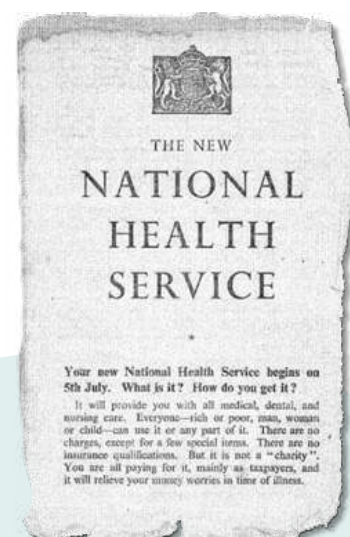 THE NEW
NATIONAL
HEALTH
SERVICE
Your new National Health Service begins on
5th July. What is it? How do you get it?
It will provide you with all medical, dental, and
nursing care. Everyone—rich or poor, man, woman
or child—can use it or any part of it. There are no
charges, except for a few special items. There are no
insurance qualifications. But it is not a "charity".
You are all paying for it, mainly as taxpayers, and
it will relieve your money worries in time of illness.